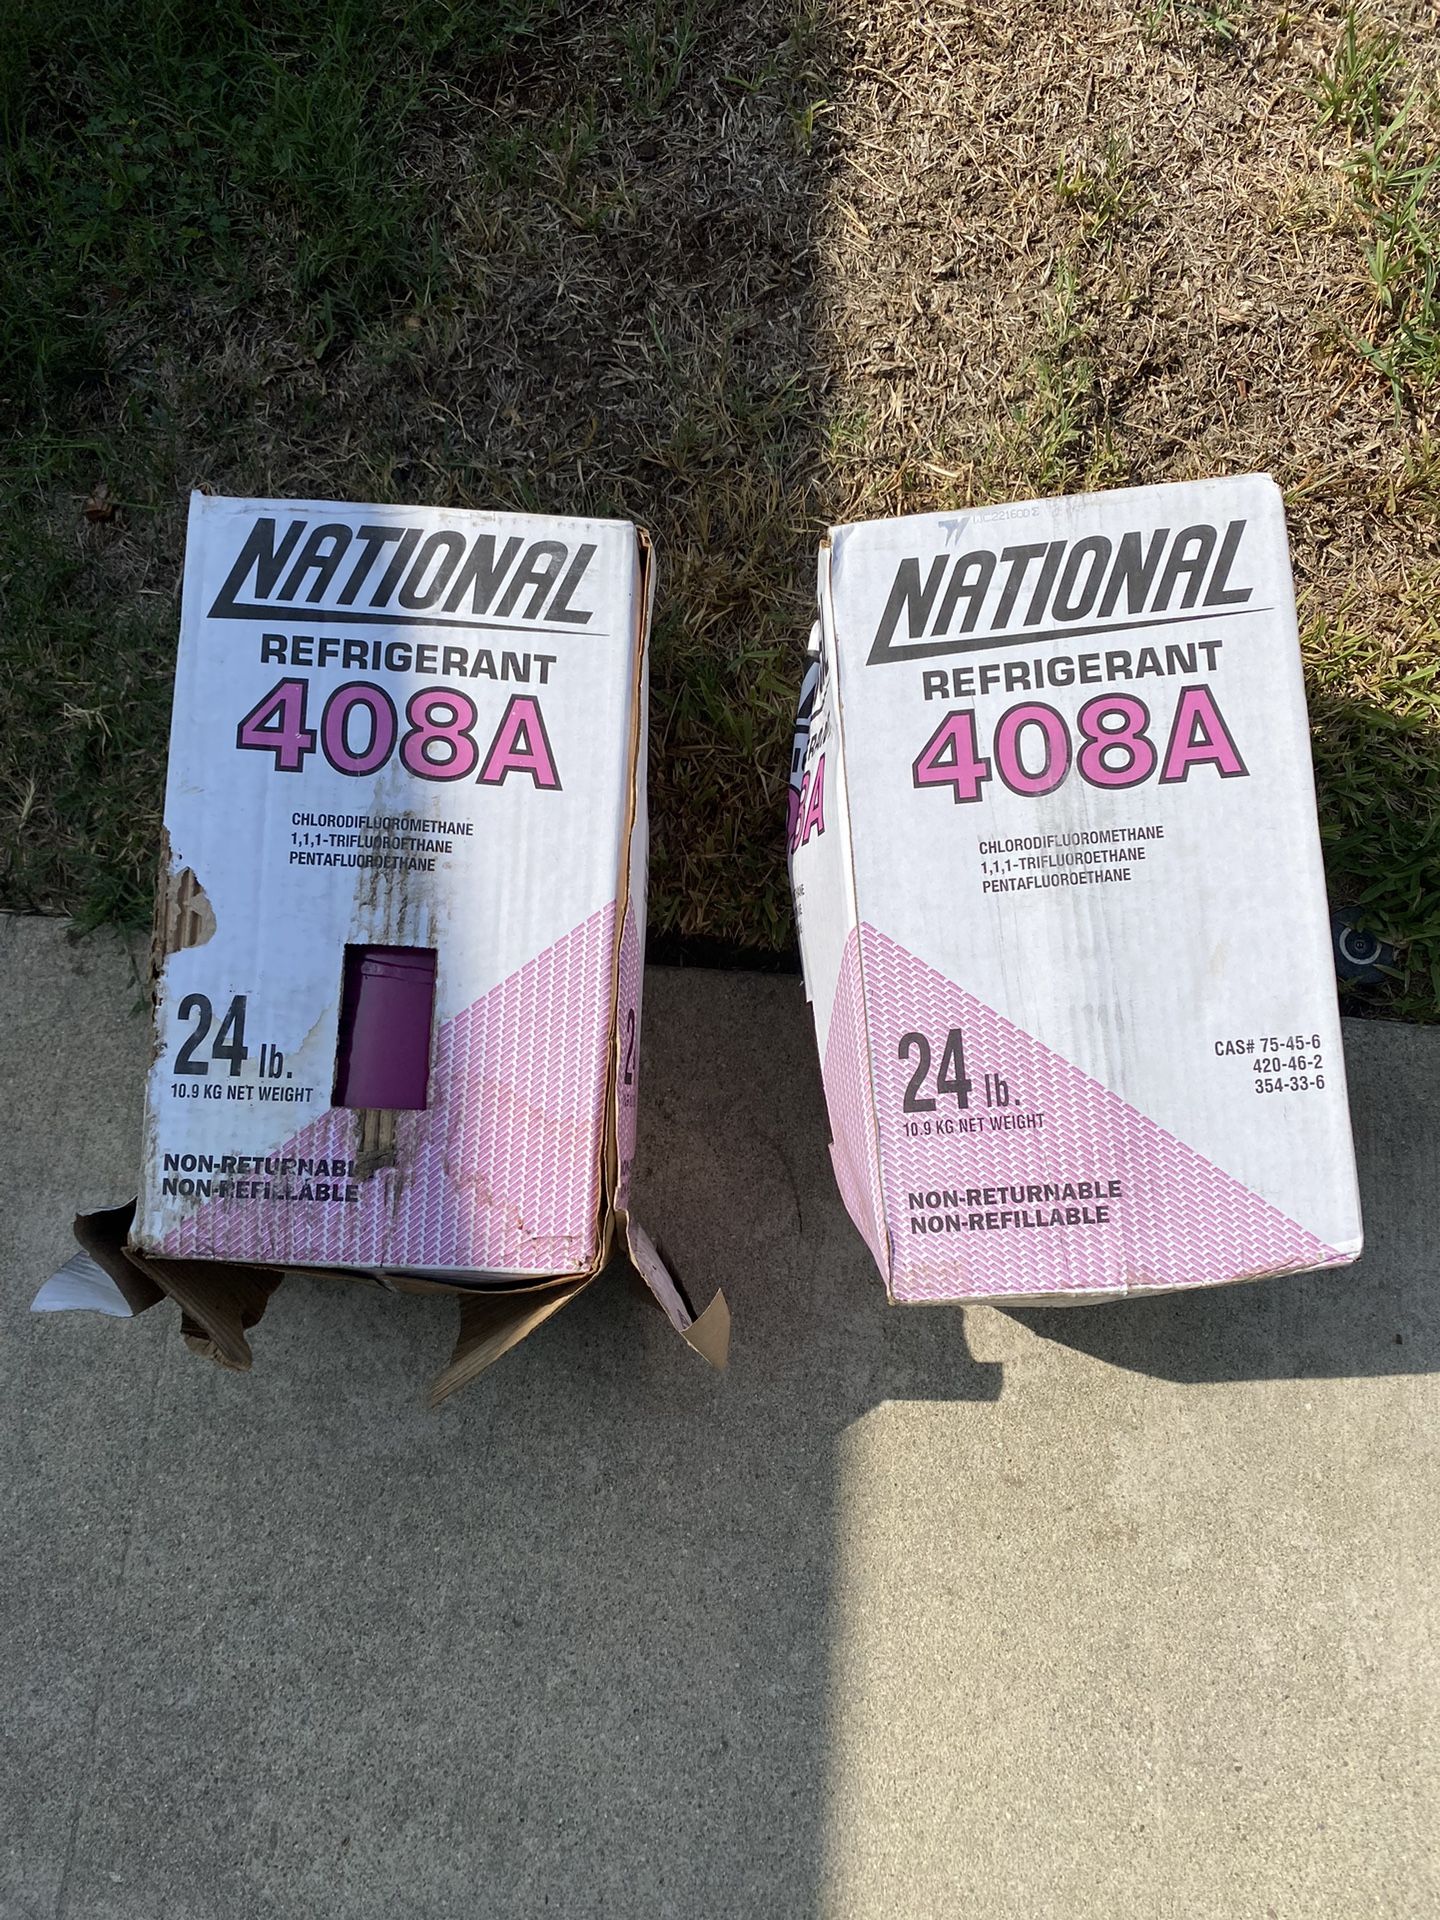 NATIONAL
REFRIGERANT
408A
CHLORODIFLUOROMETHANE
1,1,1-TRIFLUOROETHANE
PENTAFLUOROETHANE
24 lb.
10.9 KG NET WEIGHT
NON-RETURNABL
NON-REFILLABLE
NATIONAL
REFRIGERANT
408A
CHLORODIFLUOROMETHANE
1,1,1-TRIFLUOROETHANE
PENTAFLUOROETHANE
24 lb.
10.9 KG NET WEIGHT
CAS# 75-45-6
420-46-2
354-33-6
NON-RETURNABLE
NON-REFILLABLE